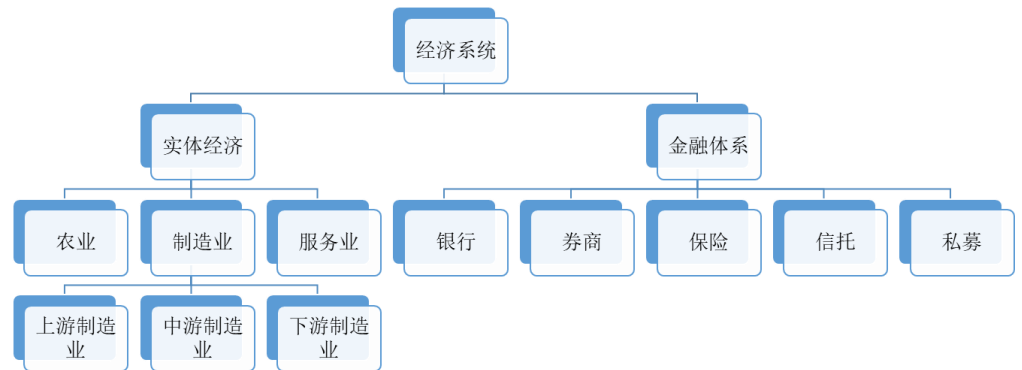 经济系统
实体经济
金融体系
农业
制造业
服务业
银行
券商
保险
信托
私募
上游制造
业
中游制造
业
下游制造
业